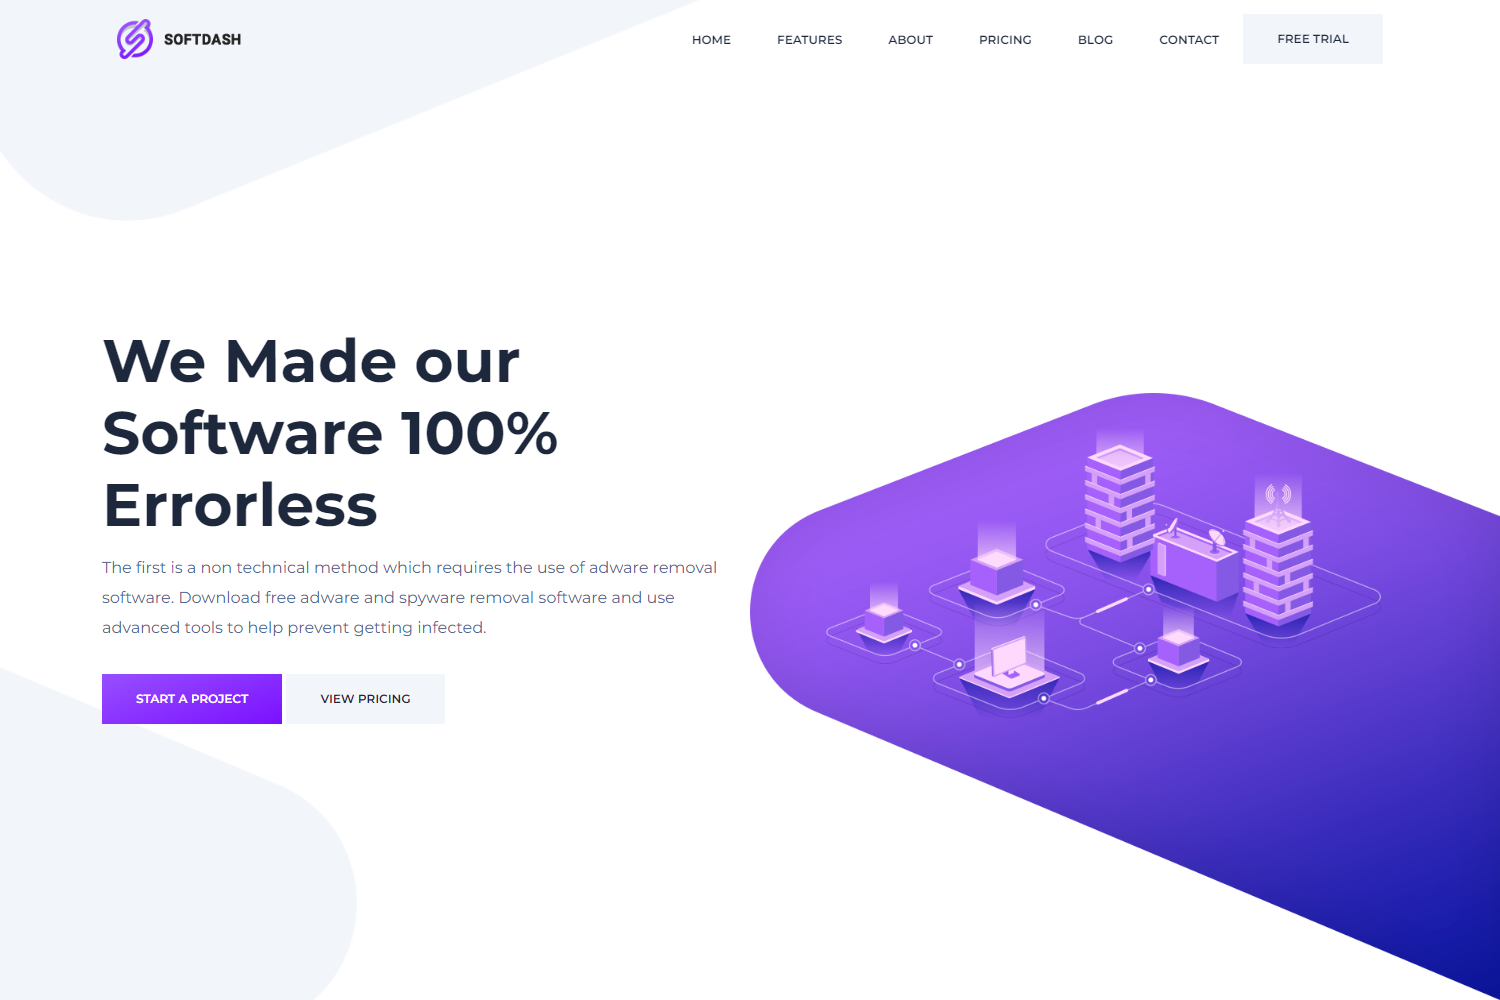 SOFTDASH
HOME FEATURES ABOUT PRICING BLOG CONTACT FREE TRIAL
We Made our
Software 100%
Errorless
The first is a non technical method which requires the use of adware removal
software. Download free adware and spyware removal software and use
advanced tools to help prevent getting infected.
START A PROJECT VIEW PRICING